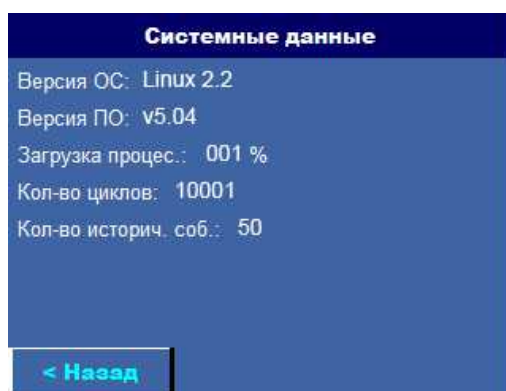 Системные данные
Версия ОС: Linux 2.2
Версия ПО: v5.04
Загрузка процес.: 001 %
Кол-во циклов: 10001
Кол-во историч. соб.: 50
< Назад